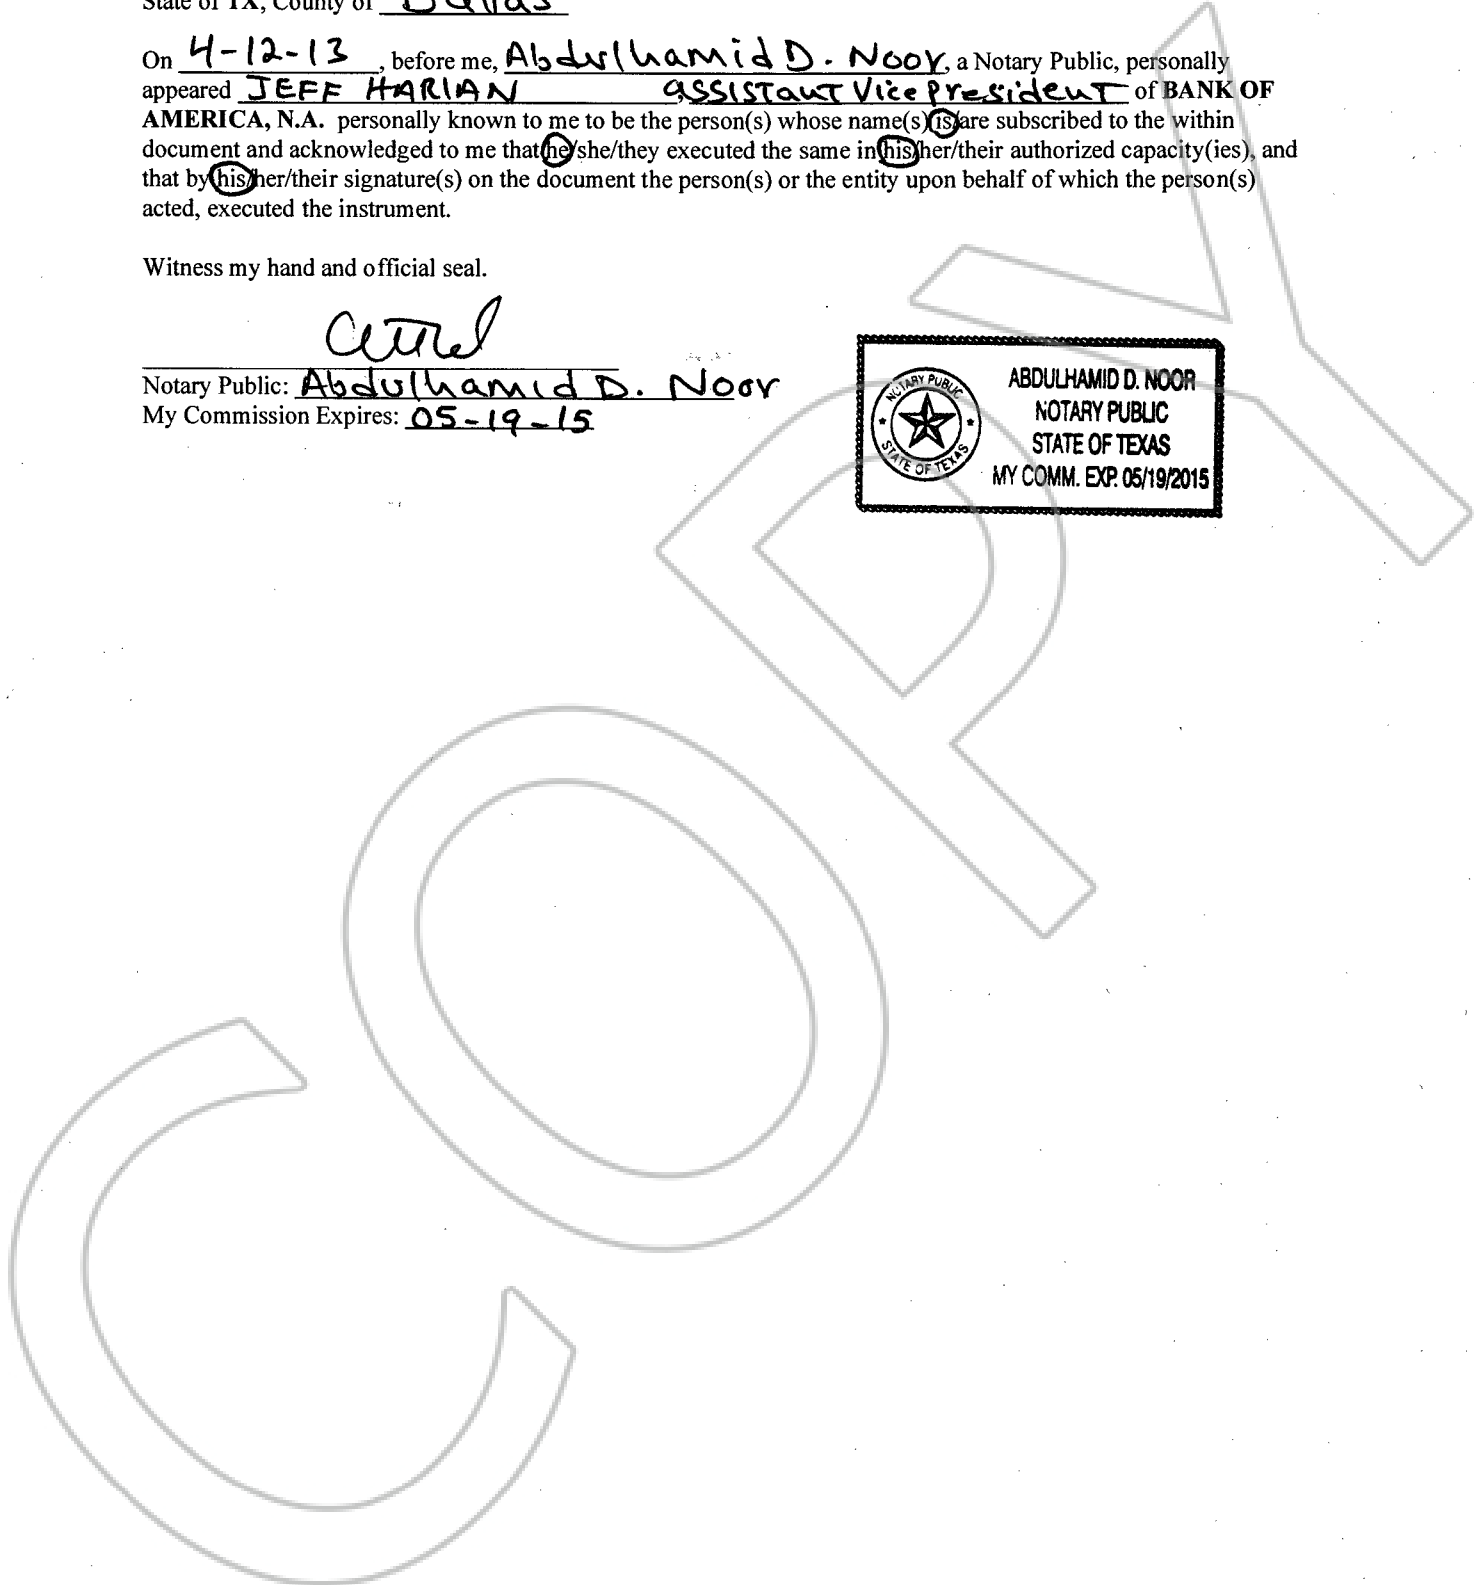 State of TX, County of Dallas
On 4-12-13, before me, Abdulhamid D. Noor, a Notary Public, personally
appeared JEFF HARIAN assistant Vice President of BANK OF
AMERICA, N.A. personally known to me to be the person(s) whose name(s) is/are subscribed to the within
document and acknowledged to me that he/she/they executed the same in his/her/their authorized capacity(ies), and
that by his/her/their signature(s) on the document the person(s) or the entity upon behalf of which the person(s)
acted, executed the instrument.
Witness my hand and official seal.
Notary Public: Abdulhamid D. Noor
My Commission Expires: 05-19-15
NOTARY PUBLIC
STATE OF TEXAS
ABDULHAMID D. NOOR
NOTARY PUBLIC
STATE OF TEXAS
MY COMM. EXP. 05/19/2015
COPY